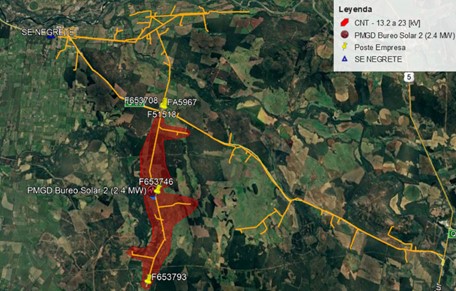 Leyenda
CNT - 13.2 a 23 [kV]
PMGD Bureo Solar 2 (2.4 MW)
Poste Empresa
SE NEGRETE
SE NEGRETE
5
F653708
FA5967
F51518
F653746
PMGD Bureo Solar 2 (2.4 MW)
F653793